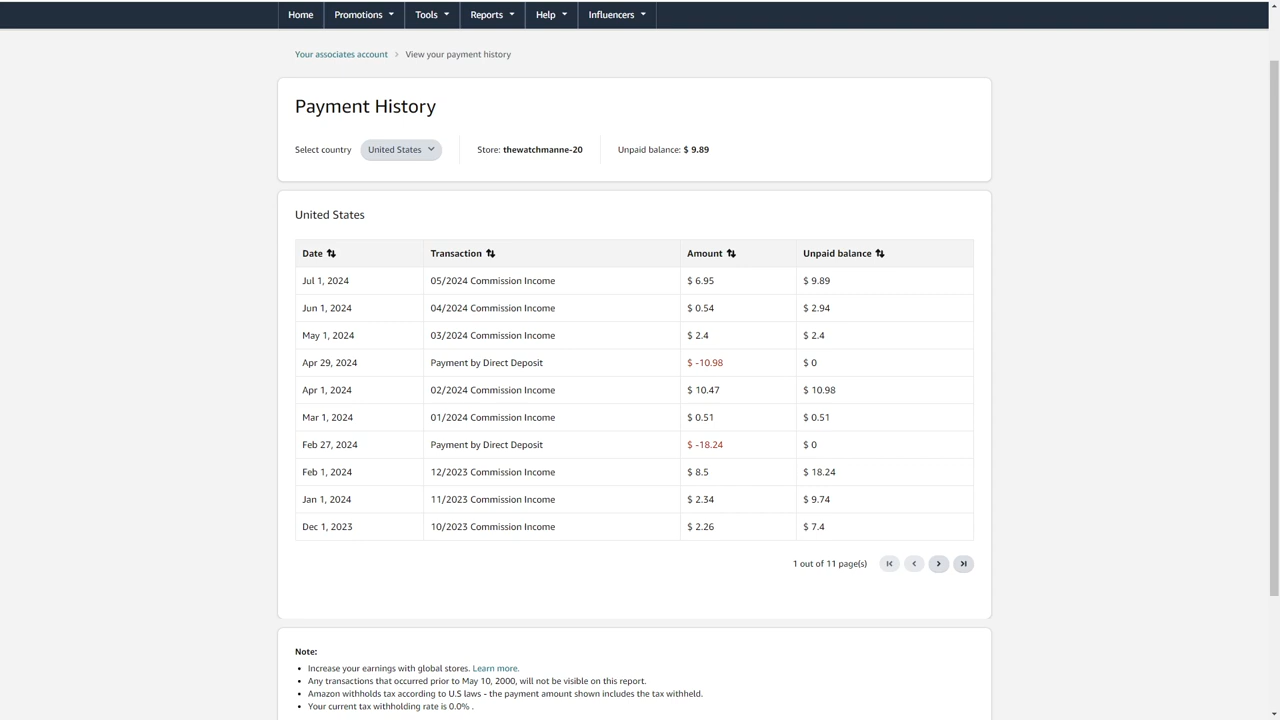 Home Promotions Tools Reports Help Influencers
Your associates account > View your payment history
Payment History
Select country United States Store: thewatchmanne-20 Unpaid balance: $ 9.89
United States
Date Transaction Amount Unpaid balance
Jul 1, 2024 05/2024 Commission Income $ 6.95 $ 9.89
Jun 1, 2024 04/2024 Commission Income $ 0.54 $ 2.94
May 1, 2024 03/2024 Commission Income $ 2.4 $ 2.4
Apr 29, 2024 Payment by Direct Deposit $ -10.98 $ 0
Apr 1, 2024 02/2024 Commission Income $ 10.47 $ 10.98
Mar 1, 2024 01/2024 Commission Income $ 0.51 $ 0.51
Feb 27, 2024 Payment by Direct Deposit $ -18.24 $ 0
Feb 1, 2024 12/2023 Commission Income $ 8.5 $ 18.24
Jan 1, 2024 11/2023 Commission Income $ 2.34 $ 9.74
Dec 1, 2023 10/2023 Commission Income $ 2.26 $ 7.4
1 out of 11 page(s)
Note:
• Increase your earnings with global stores. Learn more.
• Any transactions that occurred prior to May 10, 2000, will not be visible on this report.
• Amazon withholds tax according to U.S laws - the payment amount shown includes the tax withheld.
• Your current tax withholding rate is 0.0% .